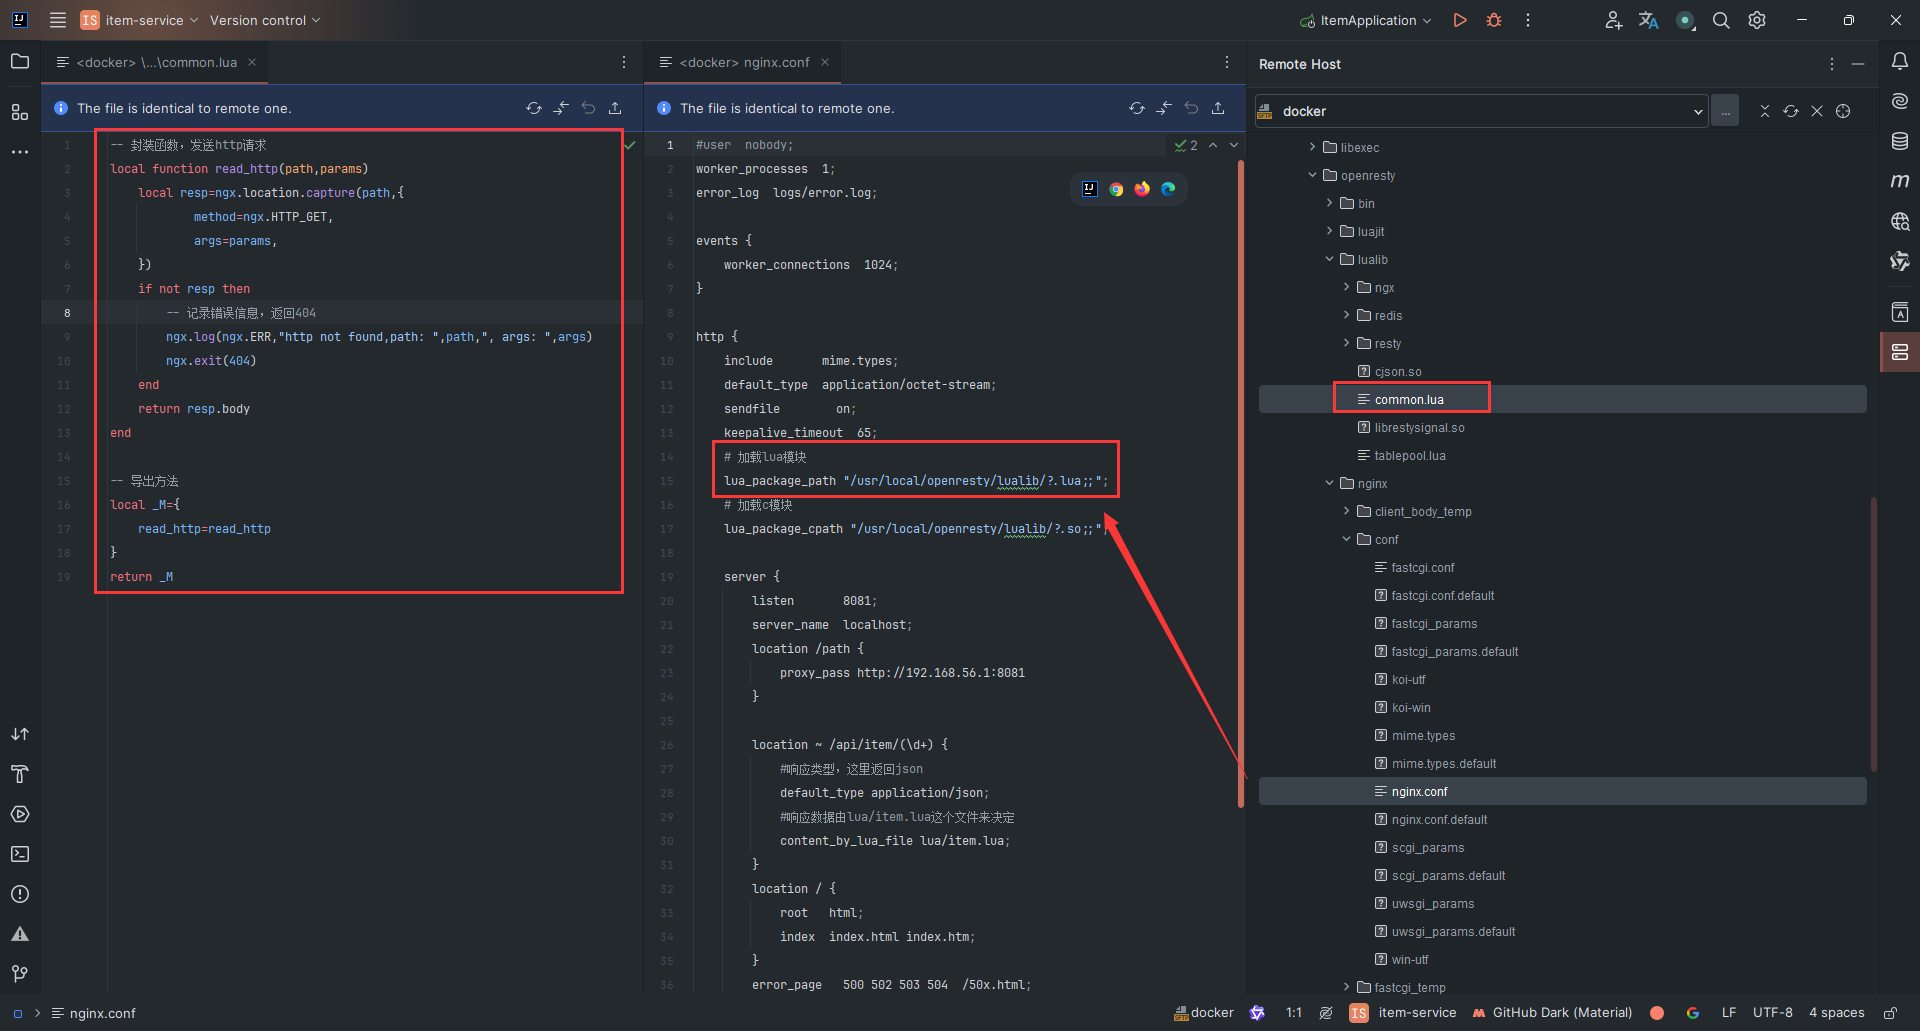 IS item-service Version control ItemApplication
<docker> \...\common.lua
The file is identical to remote one.
1 -- 封装函数，发送http请求
2 local function read_http(path,params)
3 local resp=ngx.location.capture(path,{
4 method=ngx.HTTP_GET,
5 args=params,
6 })
7 if not resp then
8 -- 记录错误信息，返回404
9 ngx.log(ngx.ERR,"http not found,path: ",path,", args: ",args)
10 ngx.exit(404)
11 end
12 return resp.body
13 end
14
15 -- 导出方法
16 local _M={
17 read_http=read_http
18 }
19 return _M
<docker> nginx.conf
The file is identical to remote one.
2
1 #user  nobody;
2 worker_processes  1;
3 error_log  logs/error.log;
4
5 events {
6 worker_connections  1024;
7 }
8
9 http {
10 include       mime.types;
11 default_type  application/octet-stream;
12 sendfile        on;
13 keepalive_timeout  65;
14 # 加载lua模块
15 lua_package_path "/usr/local/openresty/lualib/?.lua;;";
16 # 加载c模块
17 lua_package_cpath "/usr/local/openresty/lualib/?.so;;";
18
19 server {
20 listen       8081;
21 server_name  localhost;
22 location /path {
23 proxy_pass http://192.168.56.1:8081
24 }
25
26 location ~ /api/item/(\d+) {
27 #响应类型，这里返回json
28 default_type application/json;
29 #响应数据由lua/item.lua这个文件来决定
30 content_by_lua_file lua/item.lua;
31 }
32 location / {
33 root   html;
34 index  index.html index.htm;
35 }
36 error_page   500 502 503 504  /50x.html;
Remote Host
docker
...
libexec
openresty
bin
luajit
lualib
ngx
redis
resty
cjson.so
common.lua
librestysignal.so
tablepool.lua
nginx
client_body_temp
conf
fastcgi.conf
fastcgi.conf.default
fastcgi_params
fastcgi_params.default
koi-utf
koi-win
mime.types
mime.types.default
nginx.conf
nginx.conf.default
scgi_params
scgi_params.default
uwsgi_params
uwsgi_params.default
win-utf
fastcgi_temp
nginx.conf
docker 1:1 IS item-service GitHub Dark (Material) LF UTF-8 4 spaces